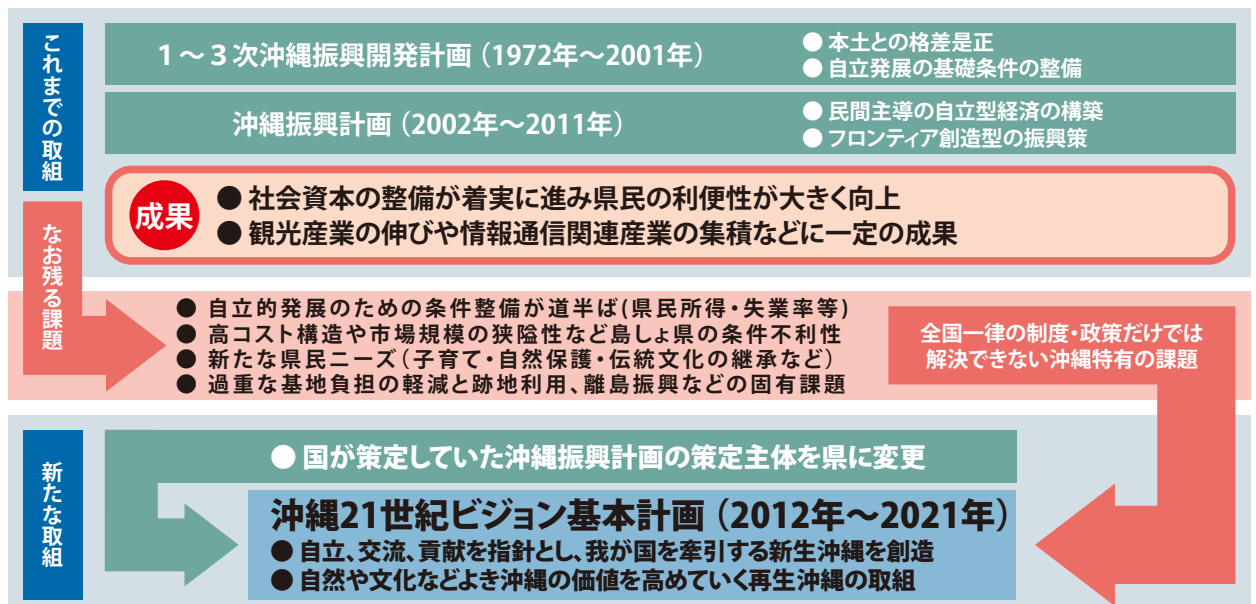 これまでの取組
1～3次沖縄振興開発計画（1972年～2001年）
● 本土との格差是正
● 自立発展の基礎条件の整備
沖縄振興計画（2002年～2011年）
● 民間主導の自立型経済の構築
● フロンティア創造型の振興策
成果
● 社会資本の整備が着実に進み県民の利便性が大きく向上
● 観光産業の伸びや情報通信関連産業の集積などに一定の成果
なお残る課題
● 自立的発展のための条件整備が道半ば(県民所得・失業率等)
● 高コスト構造や市場規模の狭隘性など島しょ県の条件不利性
● 新たな県民ニーズ（子育て・自然保護・伝統文化の継承など）
● 過重な基地負担の軽減と跡地利用、離島振興などの固有課題
全国一律の制度・政策だけでは
解決できない沖縄特有の課題
新たな取組
● 国が策定していた沖縄振興計画の策定主体を県に変更
沖縄21世紀ビジョン基本計画（2012年～2021年）
● 自立、交流、貢献を指針とし、我が国を牽引する新生沖縄を創造
● 自然や文化などよき沖縄の価値を高めていく再生沖縄の取組